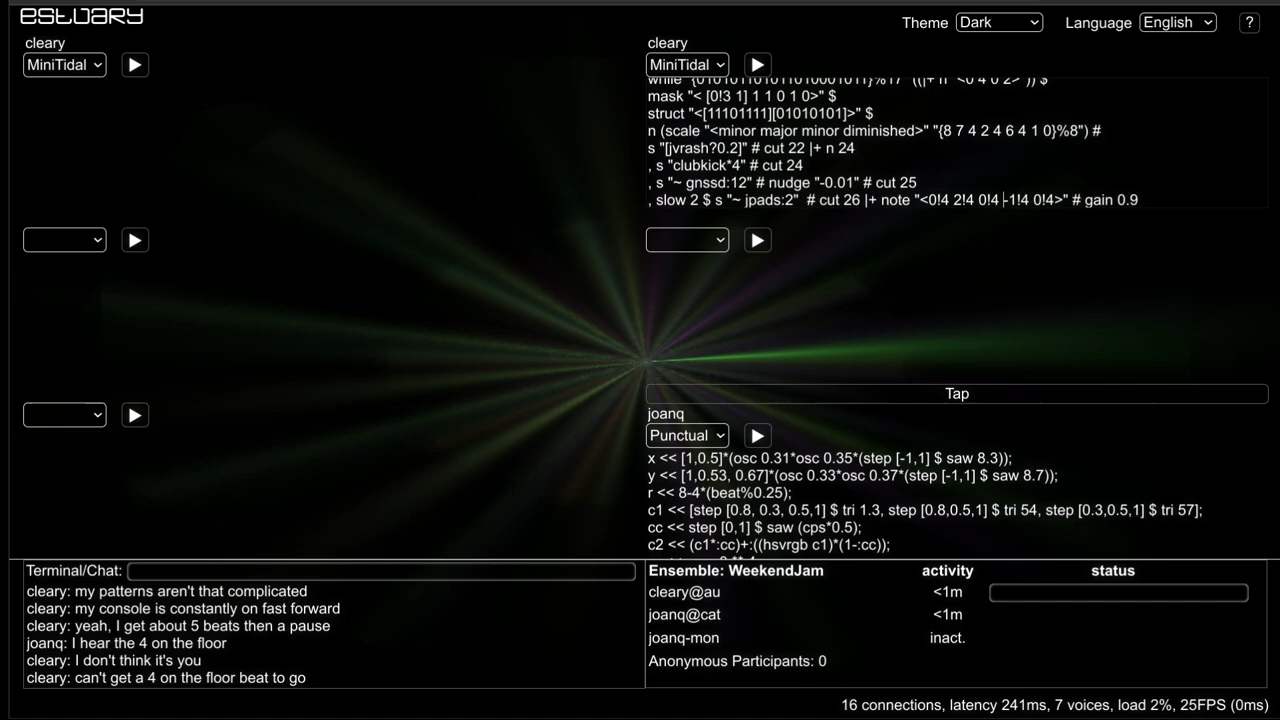 estuary
Theme Dark Language English ?
cleary
MiniTidal
cleary
MiniTidal
mask "< [0!3 1] 1 1 0 1 0>" $
struct "<[11101111][01010101]>" $
n (scale "<minor major minor diminished>" "{8 7 4 2 4 6 4 1 0}%8") #
s "[jvrash?0.2]" # cut 22 |+ n 24
, s "clubkick*4" # cut 24
, s "~ gnssd:12" # nudge "-0.01" # cut 25
, slow 2 $ s "~ jpads:2"  # cut 26 |+ note "<0!4 2!4 0!4 -1!4 0!4>" # gain 0.9
Tap
joanq
Punctual
x << [1,0.5]*(osc 0.31*osc 0.35*(step [-1,1] $ saw 8.3));
y << [1,0.53, 0.67]*(osc 0.33*osc 0.37*(step [-1,1] $ saw 8.7));
r << 8-4*(beat%0.25);
c1 << [step [0.8, 0.3, 0.5,1] $ tri 1.3, step [0.8,0.5,1] $ tri 54, step [0.3,0.5,1] $ tri 57];
cc << step [0,1] $ saw (cps*0.5);
c2 << (c1*:cc)+:((hsvrgb c1)*(1-:cc));
Terminal/Chat:
cleary: my patterns aren't that complicated
cleary: my console is constantly on fast forward
cleary: yeah, I get about 5 beats then a pause
joanq: I hear the 4 on the floor
cleary: I don't think it's you
cleary: can't get a 4 on the floor beat to go
Ensemble: WeekendJam activity status
cleary@au <1m
joanq@cat <1m
joanq-mon inact.
Anonymous Participants: 0
16 connections, latency 241ms, 7 voices, load 2%, 25FPS (0ms)